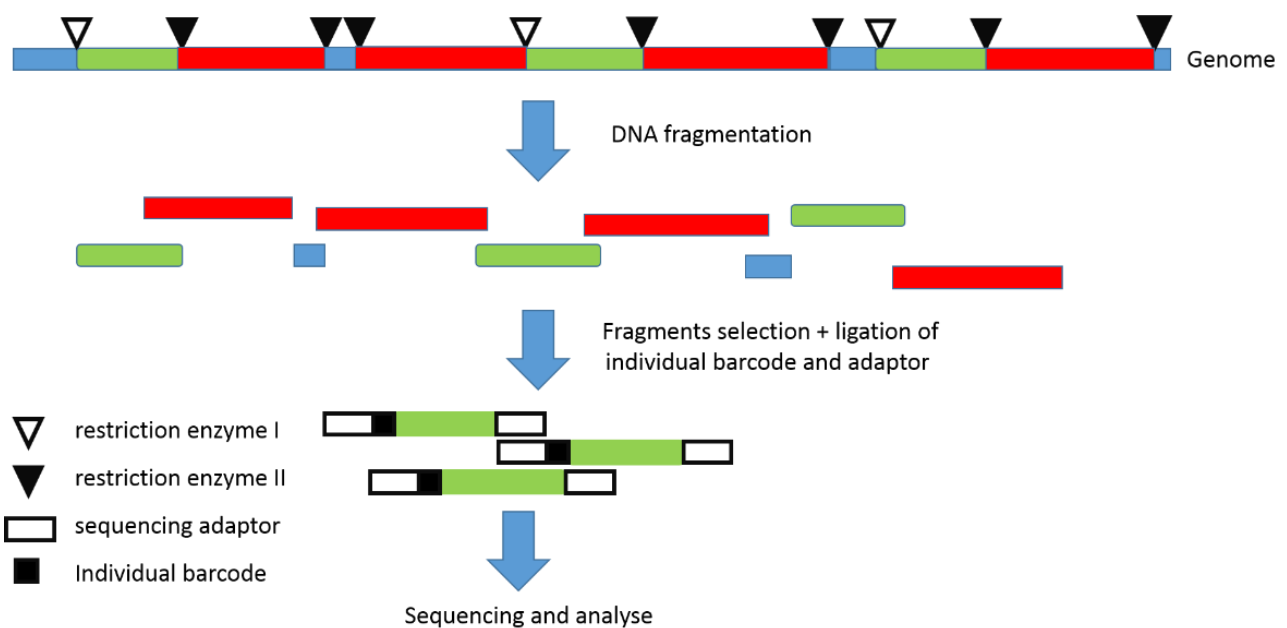 Genome
DNA fragmentation
Fragments selection + ligation of
individual barcode and adaptor
restriction enzyme I
restriction enzyme II
sequencing adaptor
Individual barcode
Sequencing and analyse